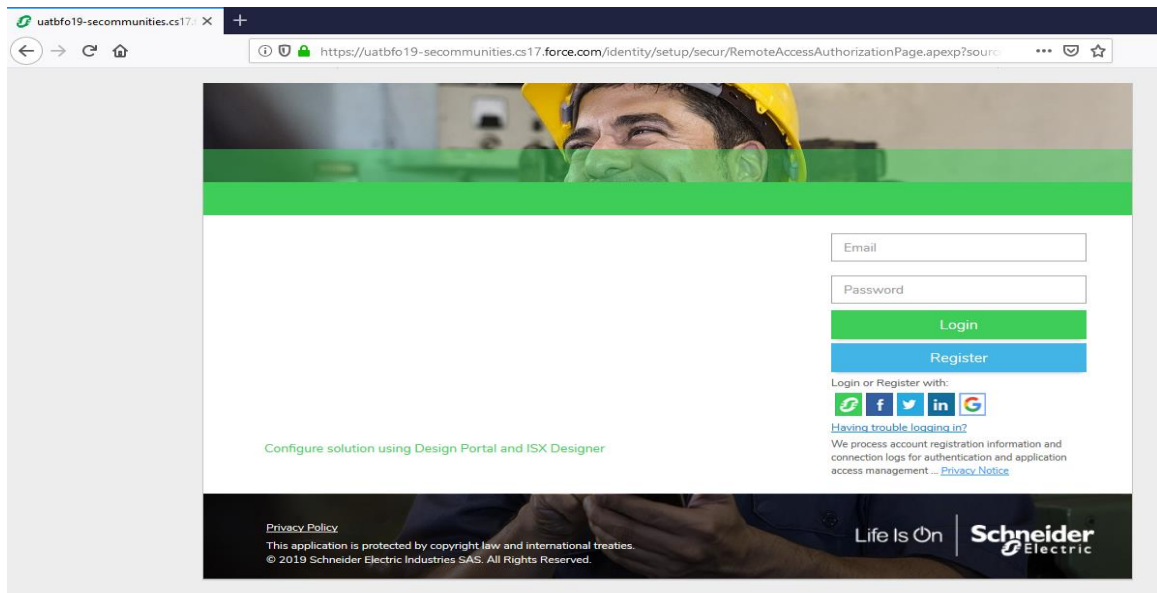 uatbfo19-secommunities.cs17.
https://uatbfo19-secommunities.cs17.force.com/identity/setup/secur/RemoteAccessAuthorizationPage.apexp?sourc
Email
Password
Login
Register
Login or Register with:
f in G
Having trouble logging in?
We process account registration information and
connection logs for authentication and application
access management ... Privacy Notice
Configure solution using Design Portal and ISX Designer
Privacy Policy
This application is protected by copyright law and international treaties.
© 2019 Schneider Electric Industries SAS. All Rights Reserved.
Life Is On
Schneider
Electric